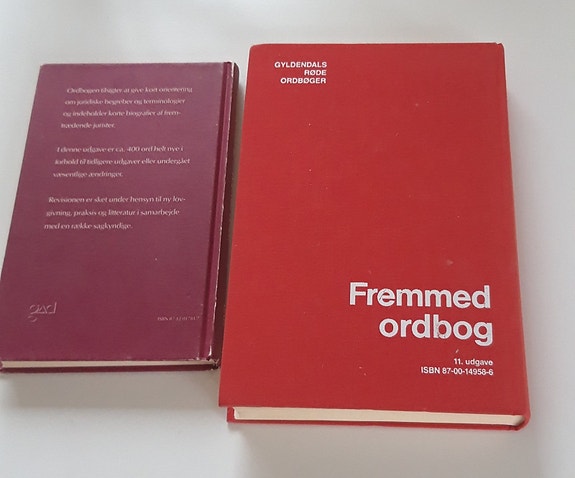 Ordbogen tilsigter at give kort orientering
om juridiske begreber og terminologier
og indeholder korte biografier af frem-
trædende jurister.
I denne udgave er ca. 400 ord helt nye i
forhold til tidligere udgaver eller undergået
væsentlige ændringer.
Revisionen er sket under hensyn til ny lov-
givning, praksis og litteratur i samarbejde
med en række sagkyndige.
gad
ISBN
GYLDENDALS
RØDE
ORDBØGER
Fremmed
ordbog
11. udgave
ISBN 87-00-14958-6